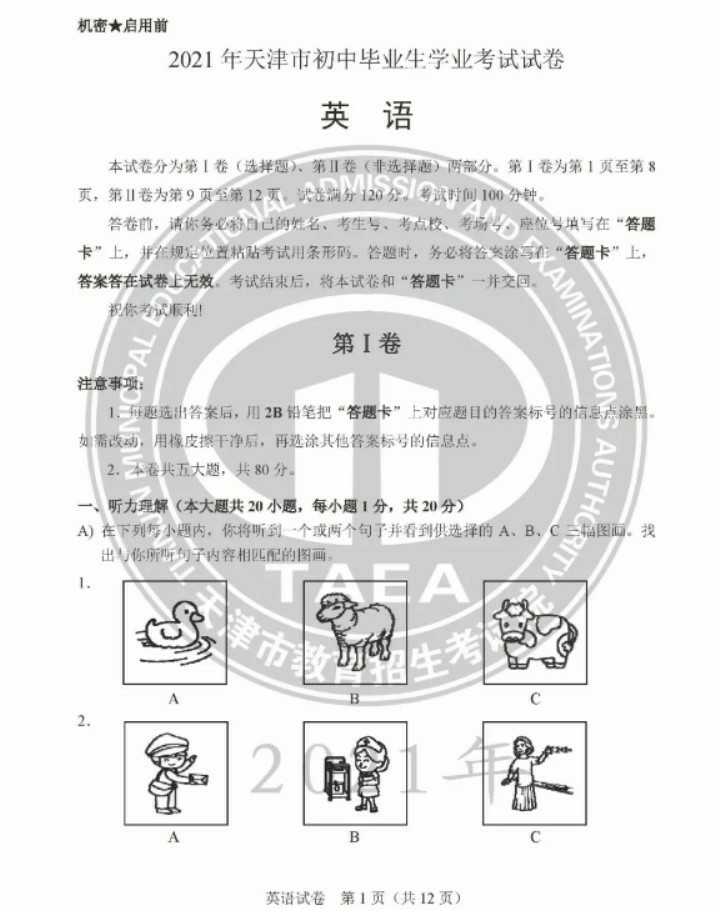 机密★启用前
2021 年天津市初中毕业生学业考试试卷
英 语
本试卷分为第Ⅰ卷（选择题）、第Ⅱ卷（非选择题）两部分。第Ⅰ卷为第 1 页至第 8
页，第Ⅱ卷为第 9 页至第 12 页。试卷满分 120 分。考试时间 100 分钟。
答卷前，请你务必将自己的姓名、考生号、考点校、考场号、座位号填写在“答题
卡”上，并在规定位置粘贴考试用条形码。答题时，务必将答案涂写在“答题卡”上，
答案答在试卷上无效。考试结束后，将本试卷和“答题卡”一并交回。
祝你考试顺利!
第Ⅰ卷
注意事项:
1．每题选出答案后，用 2B 铅笔把“答题卡”上对应题目的答案标号的信息点涂黑。
如需改动，用橡皮擦干净后，再选涂其他答案标号的信息点。
2．本卷共五大题，共 80 分。
一、听力理解（本大题共 20 小题，每小题 1 分，共 20 分）
A) 在下列每小题内，你将听到一个或两个句子并看到供选择的 A、B、C 三幅图画。找
出与你所听句子内容相匹配的图画。
TAEA
天津市教育招生考试院
TIANJIN MUNICIPAL EDUCATIONAL ADMISSION AND EXAMINATIONS AUTHORITY
1.
A B C
2.
2021年
A B C
英语试卷 第 1 页（共 12 页）